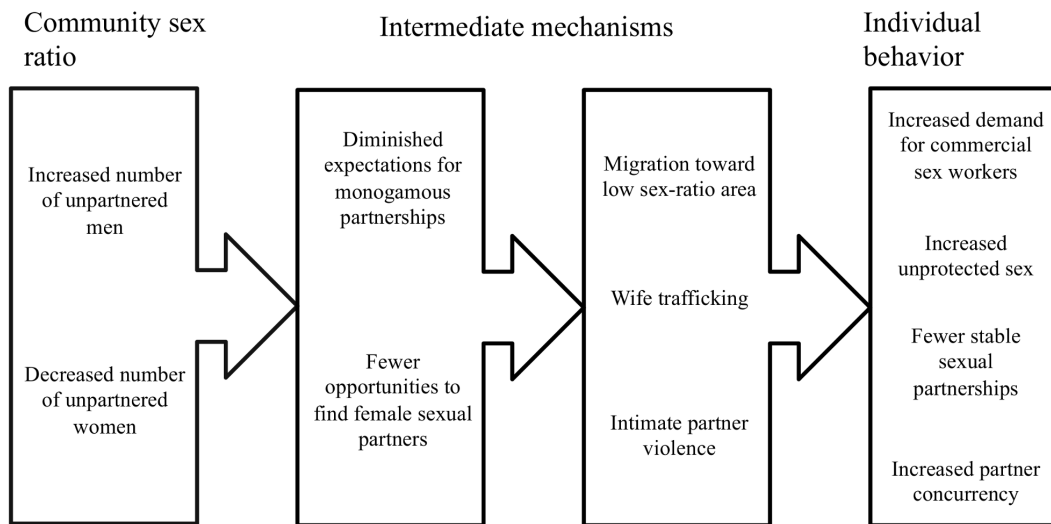 Community sex
ratio
Intermediate mechanisms
Individual
behavior
Increased number
of unpartnered
men
Decreased number
of unpartnered
women
Diminished
expectations for
monogamous
partnerships
Fewer
opportunities to
find female sexual
partners
Migration toward
low sex-ratio area
Wife trafficking
Intimate partner
violence
Increased demand
for commercial
sex workers
Increased
unprotected sex
Fewer stable
sexual
partnerships
Increased partner
concurrency